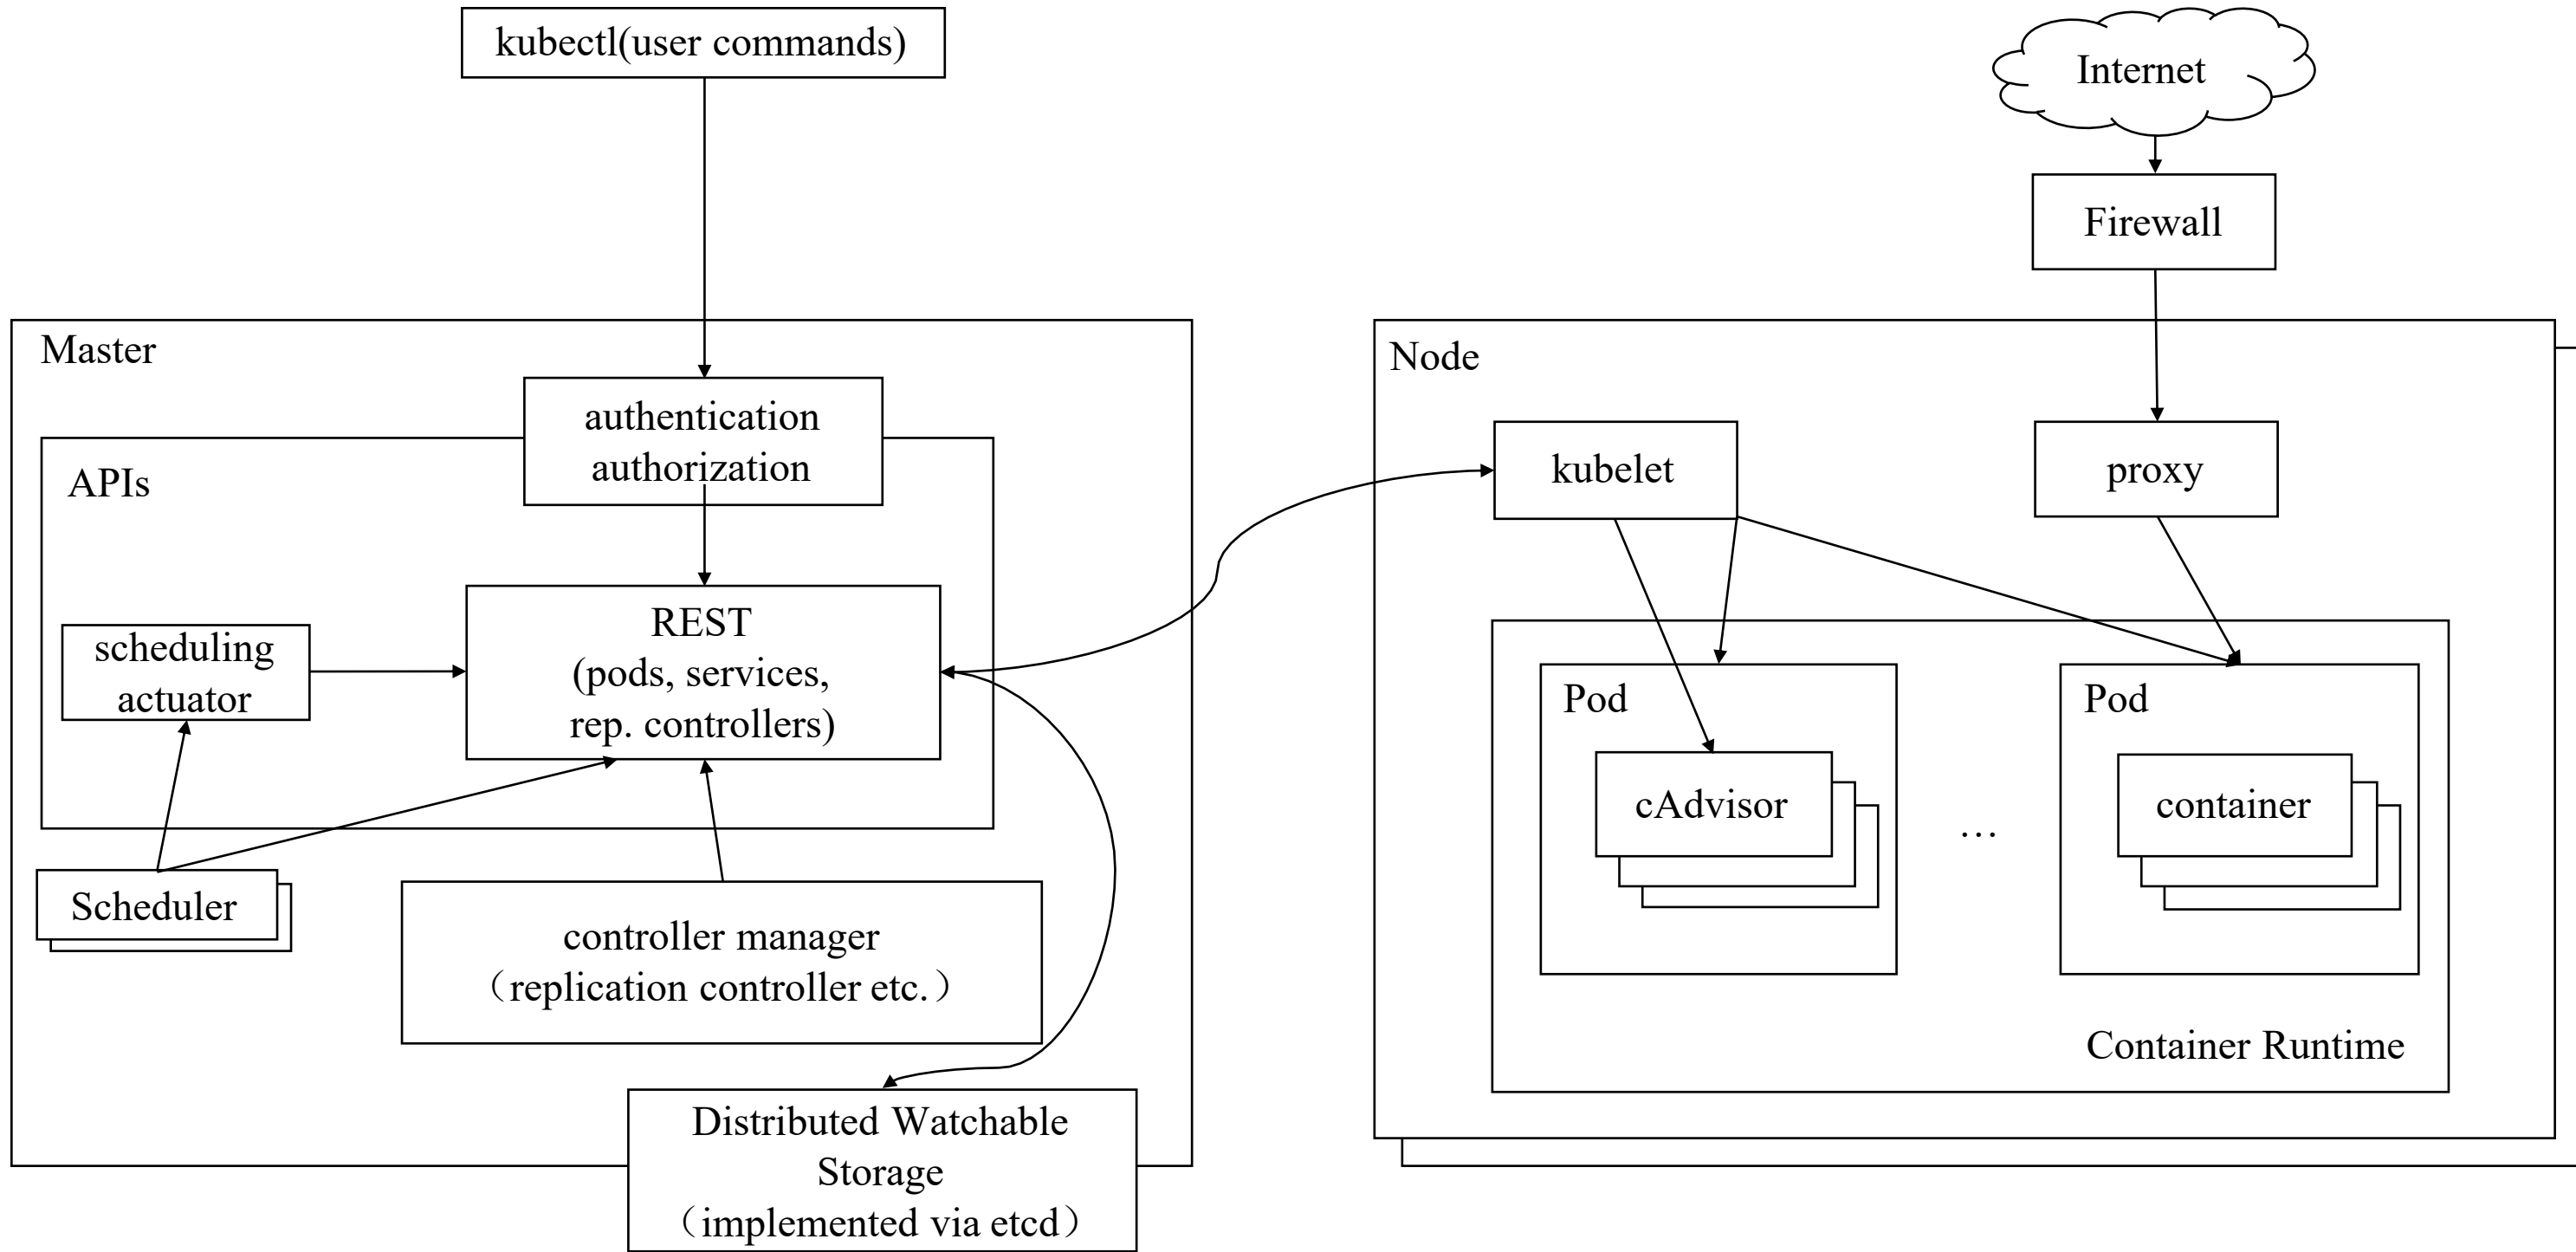 kubectl(user commands)
Internet
Firewall
Master
authentication
authorization
APIs
REST
(pods, services,
rep. controllers)
scheduling
actuator
Scheduler
controller manager
（replication controller etc.）
Distributed Watchable
Storage
（implemented via etcd）
Node
kubelet
proxy
Pod
cAdvisor
…
Pod
container
Container Runtime